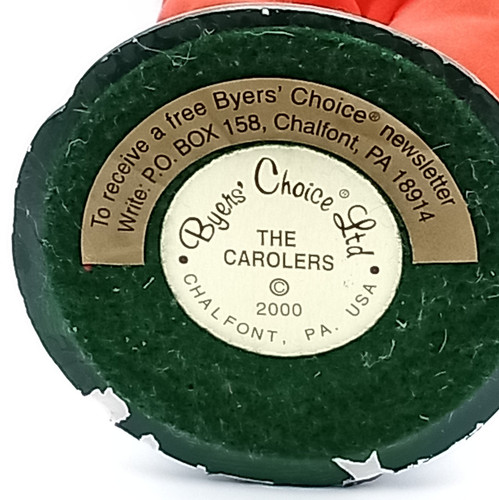 To receive a free Byers' Choice® newsletter
Write: P.O. BOX 158, Chalfont, PA 18914
Byers' Choice® Ltd
THE
CAROLERS
©
2000
• CHALFONT, PA. USA •